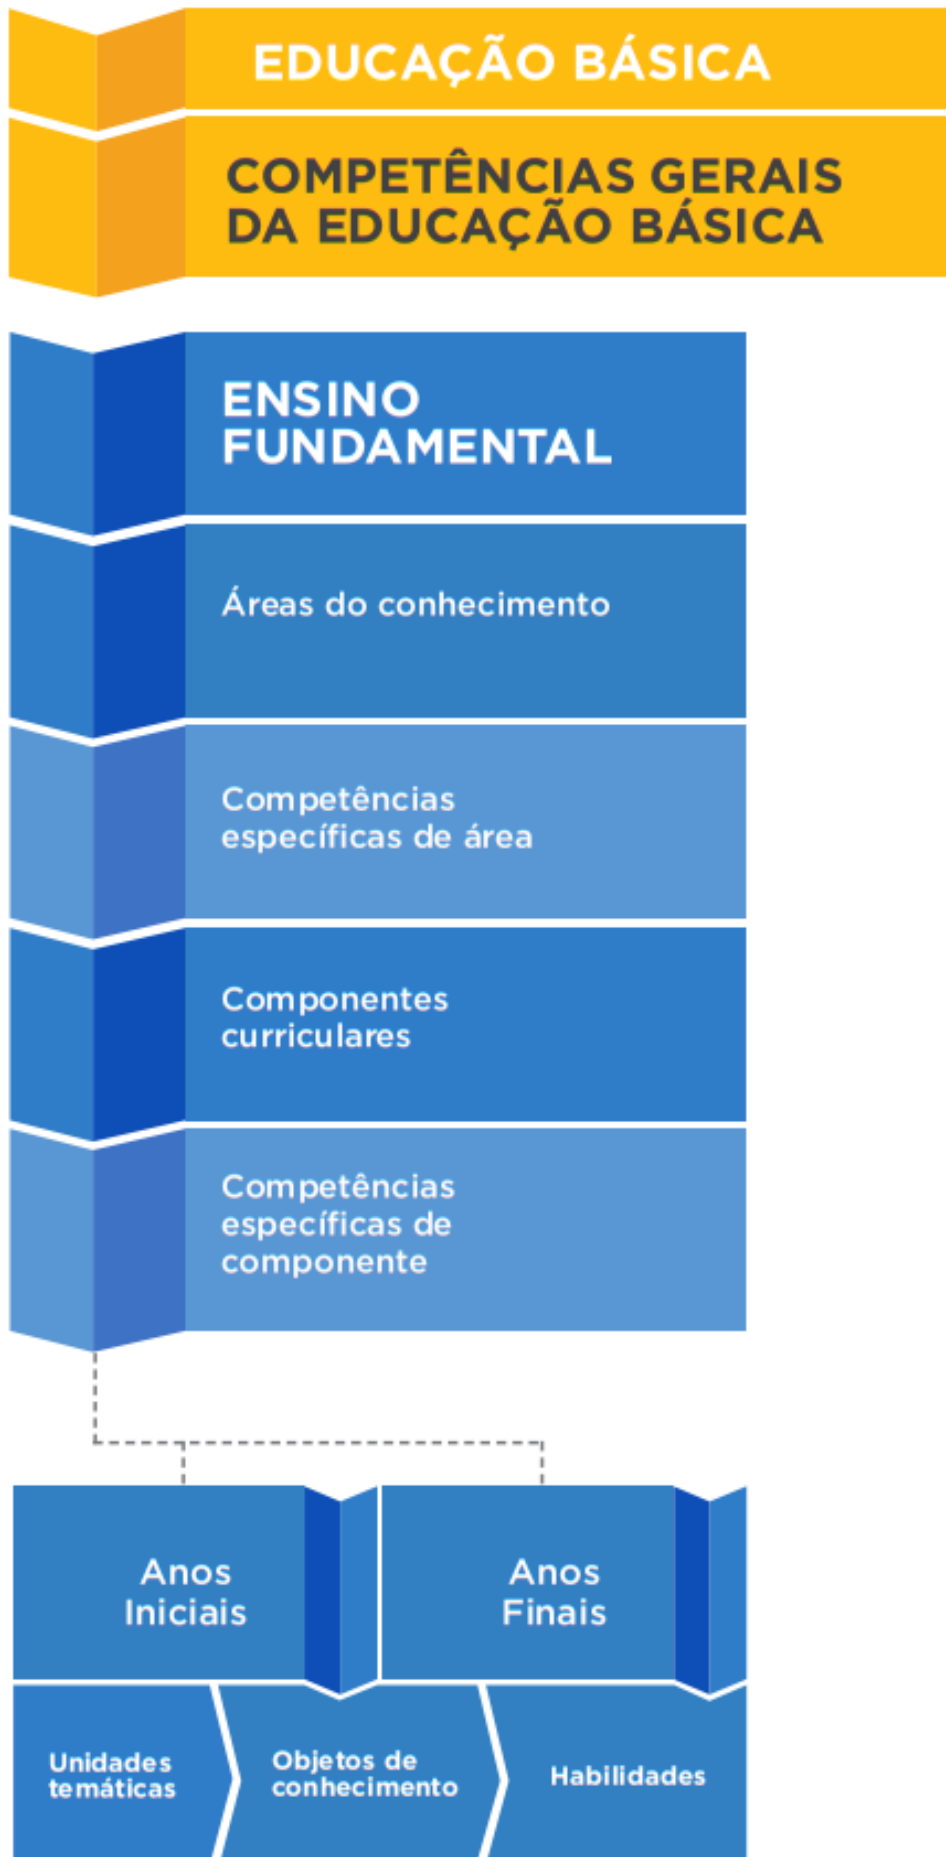 EDUCAÇÃO BÁSICA
COMPETÊNCIAS GERAIS
DA EDUCAÇÃO BÁSICA
ENSINO
FUNDAMENTAL
Áreas do conhecimento
Competências
específicas de área
Componentes
curriculares
Competências
específicas de
componente
Anos
Iniciais
Anos
Finais
Unidades
temáticas
Objetos de
conhecimento
Habilidades